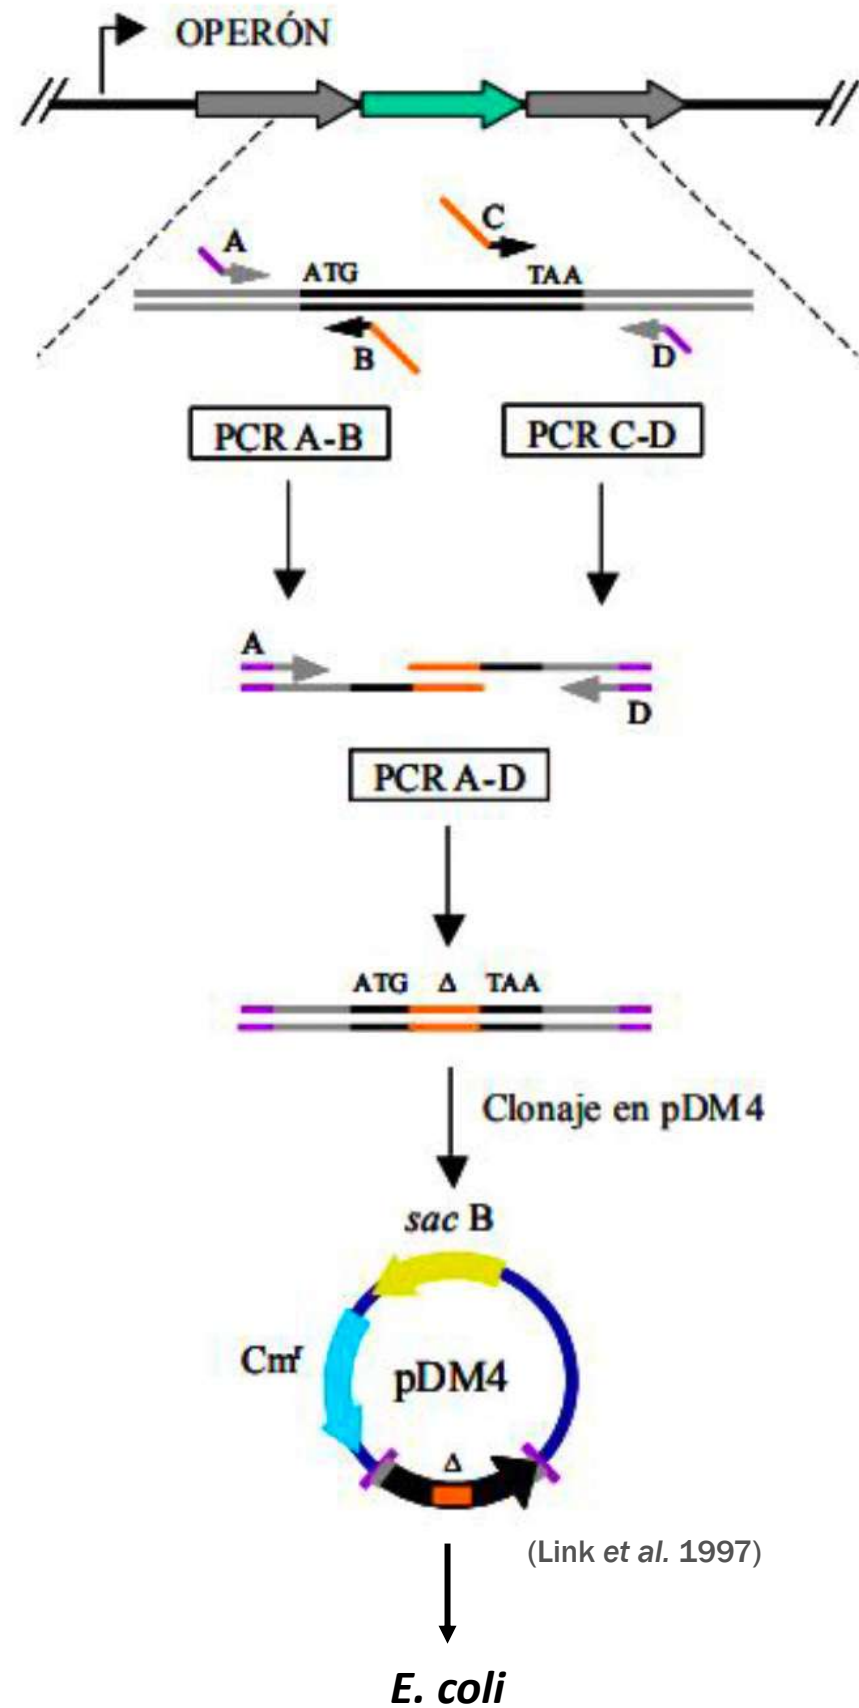 OPERÓN
C
A
ATG
TAA
B
D
PCR A-B
PCR C-D
A
D
PCR A-D
ATG Δ TAA
Clonaje en pDM4
sac B
Cmʳ
pDM4
Δ
(Link et al. 1997)
E. coli